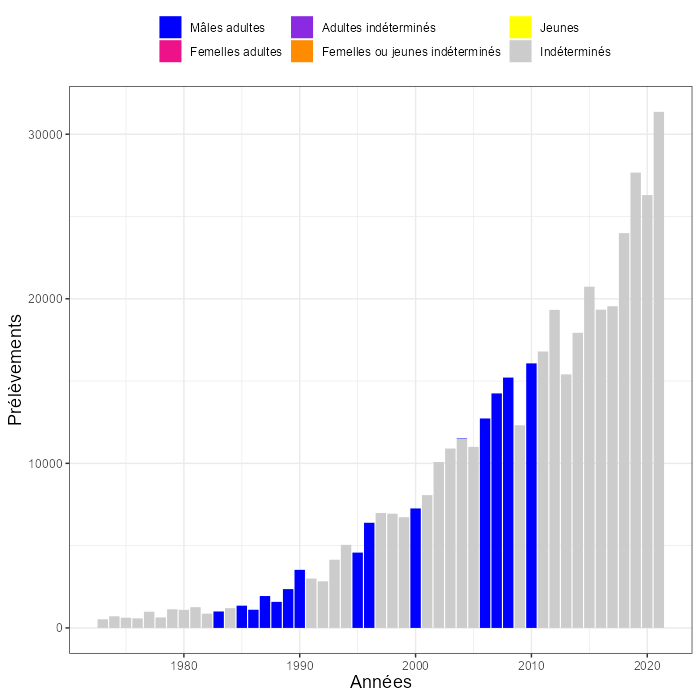 Mâles adultes Adultes indéterminés Jeunes
Femelles adultes Femelles ou jeunes indéterminés Indéterminés
30000
20000
10000
0
Prélèvements
1980 1990 2000 2010 2020
Années